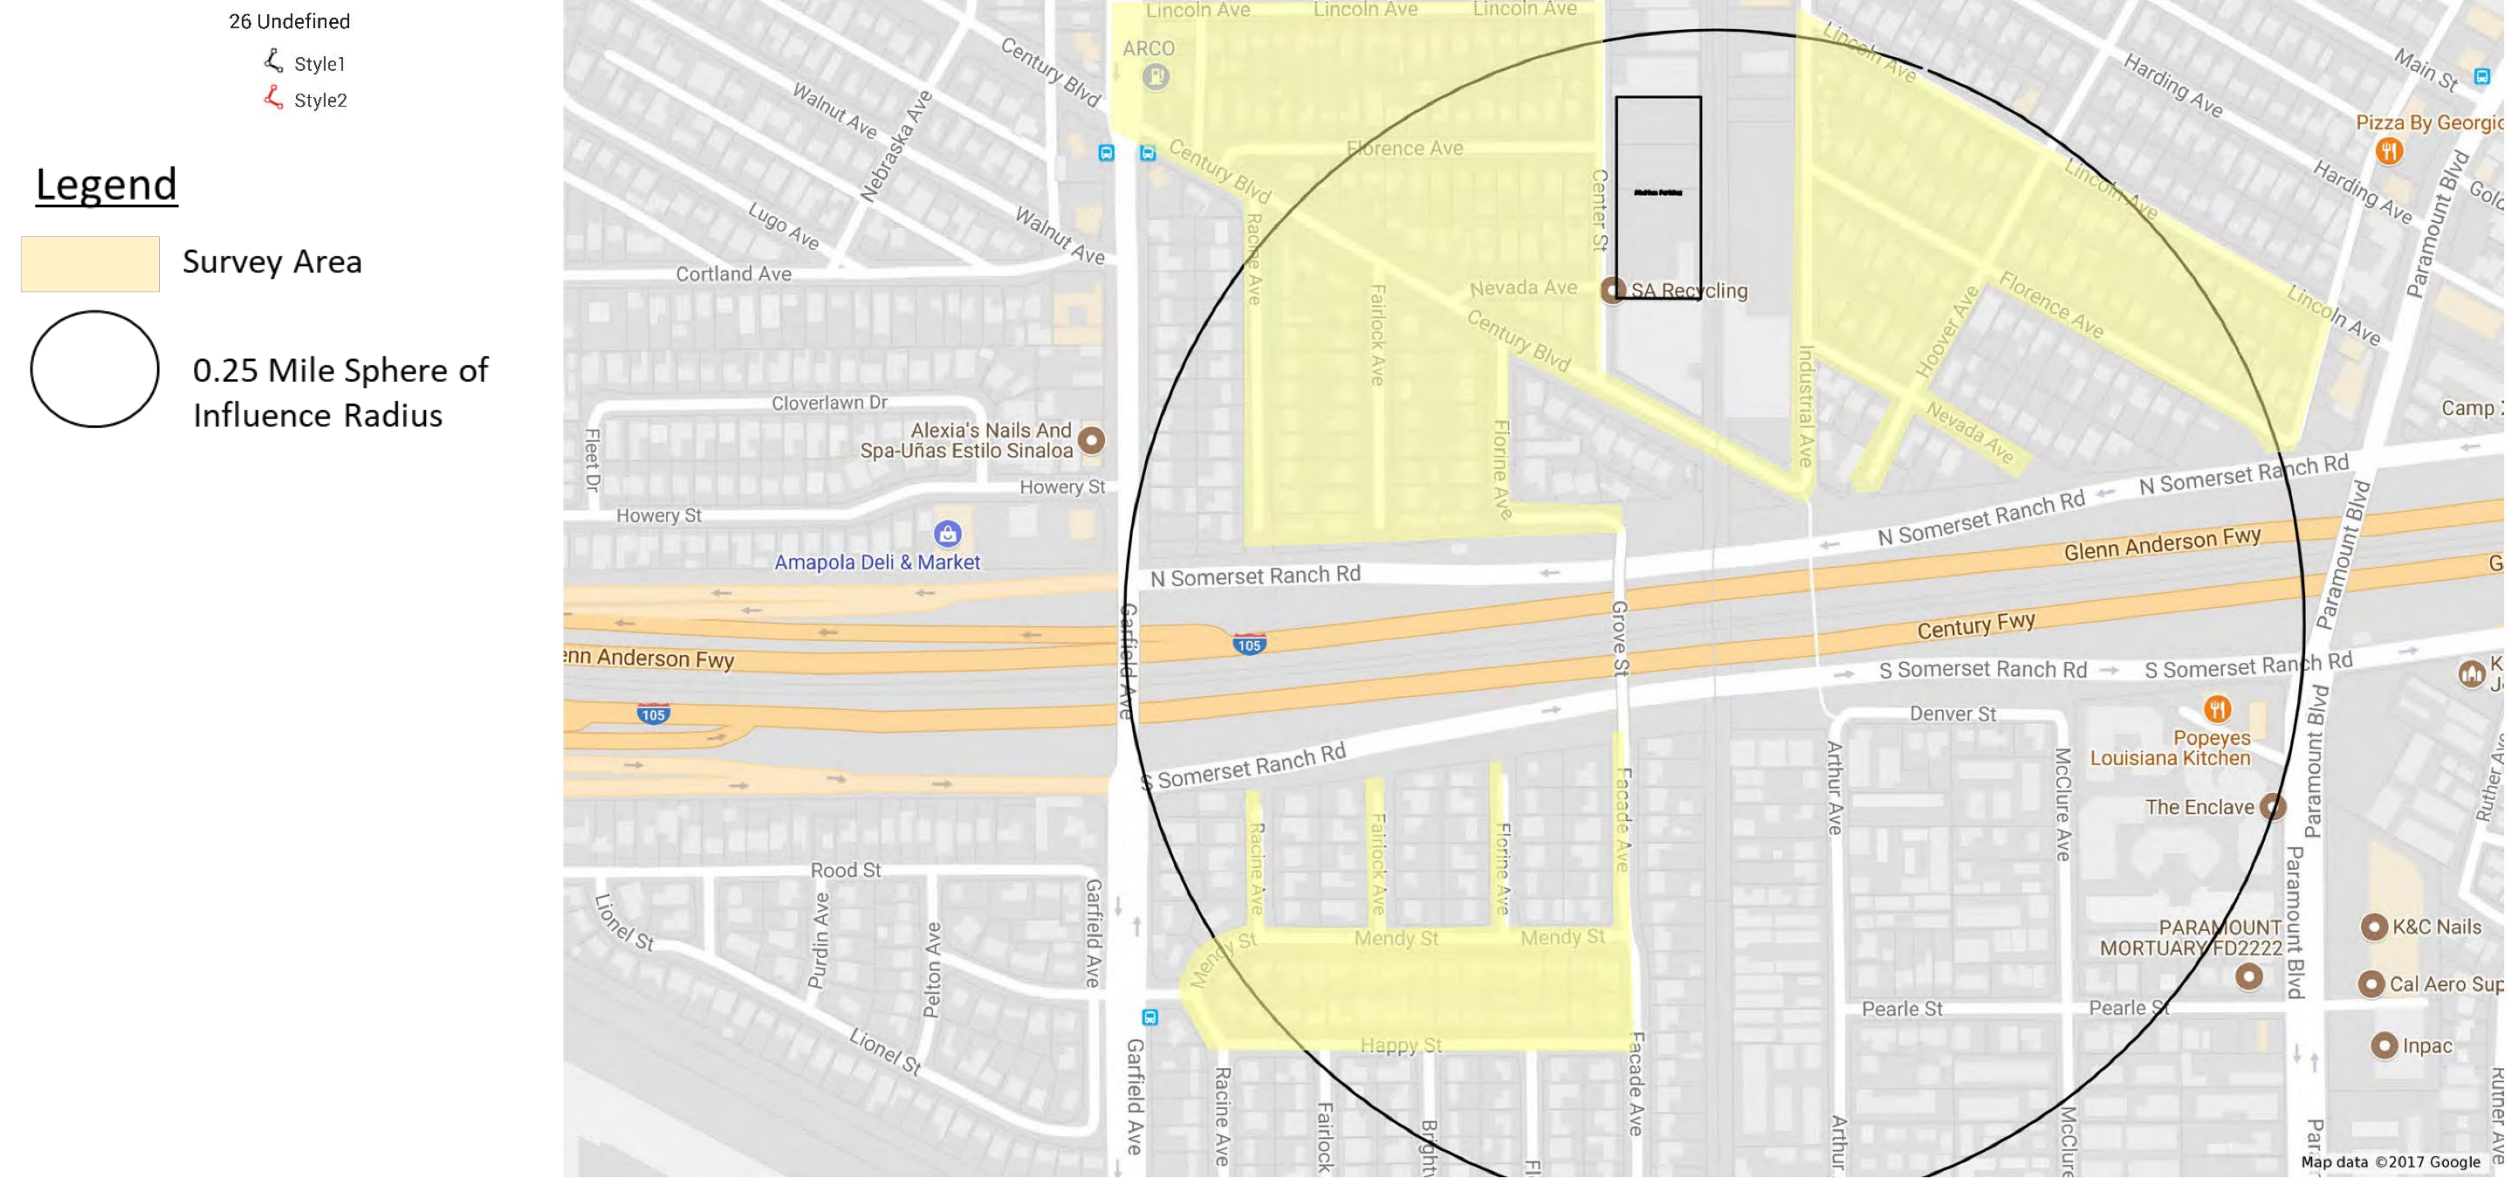 26 Undefined
Style1
Style2
Legend
Survey Area
0.25 Mile Sphere of
Influence Radius
Lincoln Ave
Lincoln Ave
Lincoln Ave
Lincoln Ave
Main St
Harding Ave
ARCO
Century Blvd
Walnut Ave
Nebraska Ave
Pizza By Georgio
Florence Ave
Century Blvd
Lincoln Ave
Harding Ave
Paramount Blvd
Gold
Center St
Lugo Ave
Walnut Ave
Racine Ave
Cortland Ave
Nevada Ave
SA Recycling
Fairlock Ave
Century Blvd
Hoover Ave
Florence Ave
Lincoln Ave
Industrial Ave
Cloverlawn Dr
Camp
Fleet Dr
Alexia's Nails And
Spa-Uñas Estilo Sinaloa
Florine Ave
Nevada Ave
Howery St
Howery St
N Somerset Ranch Rd
N Somerset Ranch Rd
Amapola Deli & Market
N Somerset Ranch Rd
Glenn Anderson Fwy
G
Paramount Blvd
Garfield Ave
Grove St
105
Century Fwy
enn Anderson Fwy
S Somerset Ranch Rd
S Somerset Ranch Rd
K
J
105
Denver St
Popeyes
Louisiana Kitchen
Paramount Blvd
S Somerset Ranch Rd
Arthur Ave
McClure Ave
The Enclave
Ruther Ave
Racine Ave
Fairlock Ave
Florine Ave
Facade Ave
Rood St
Lionel St
Purdin Ave
Pelton Ave
Garfield Ave
Mendy St
Mendy St
Mendy St
PARAMOUNT
MORTUARY FD2222
Paramount Blvd
K&C Nails
Cal Aero Sup
Pearle St
Pearle St
Lionel St
Happy St
Garfield Ave
Racine Ave
Fairlock
Bright
Fl
Facade Ave
Arthur
McClure
Inpac
Ruther Ave
Para
Map data ©2017 Google